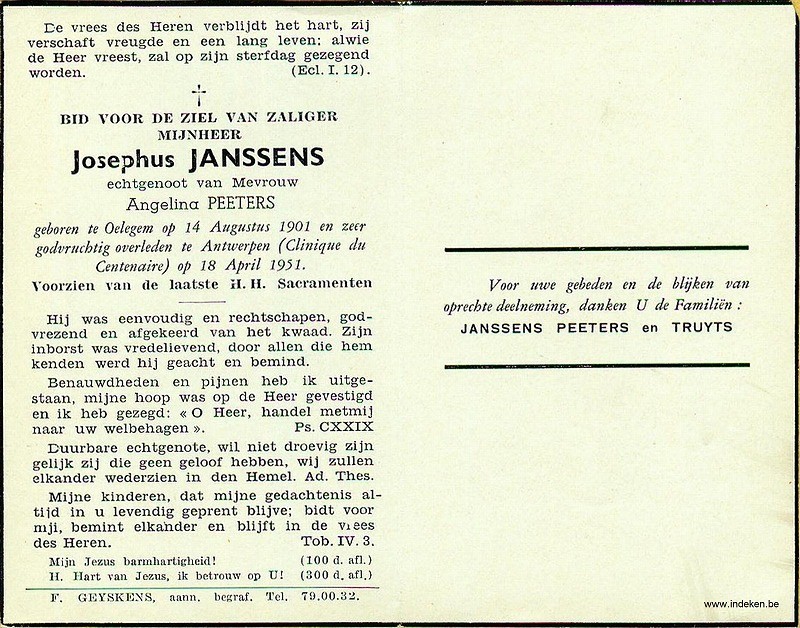 De vrees des Heren verblijdt het hart, zij
verschaft vreugde en een lang leven; alwie
de Heer vreest, zal op zijn sterfdag gezegend
worden. (Ecl. I. 12).
BID VOOR DE ZIEL VAN ZALIGER
MIJNHEER
Josephus JANSSENS
echtgenoot van Mevrouw
Angelina PEETERS
geboren te Oelegem op 14 Augustus 1901 en zeer
godvruchtig overleden te Antwerpen (Clinique du
Centenaire) op 18 April 1951.
Voorzien van de laatste H. H. Sacramenten
Hij was eenvoudig en rechtschapen, god-
vrezend en afgekeerd van het kwaad. Zijn
inborst was vredelievend, door allen die hem
kenden werd hij geacht en bemind.
Benauwdheden en pijnen heb ik uitge-
staan, mijne hoop was op de Heer gevestigd
en ik heb gezegd: « O Heer, handel metmij
naar uw welbehagen ». Ps. CXXIX
Duurbare echtgenote, wil niet droevig zijn
gelijk zij die geen geloof hebben, wij zullen
elkander wederzien in den Hemel. Ad. Thes.
Mijne kinderen, dat mijne gedachtenis al-
tijd in u levendig geprent blijve; bidt voor
mij, bemint elkander en blijft in de vrees
des Heren. Tob. IV. 3.
Mijn Jezus barmhartigheid! (100 d. afl.)
H. Hart van Jezus, ik betrouw op U! (300 d. afl.)
F. GEYSKENS, aann. begraf. Tel. 79.00.32.
Voor uwe gebeden en de blijken van
oprechte deelneming, danken U de Familiën :
JANSSENS PEETERS en TRUYTS
www.indeken.be